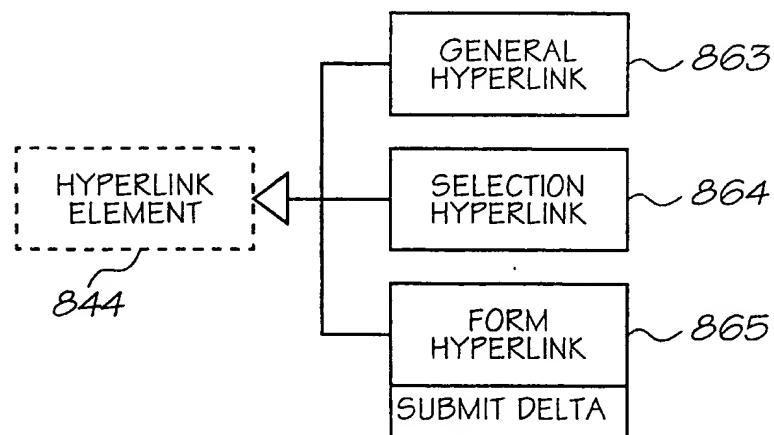 GENERAL
HYPERLINK
863
HYPERLINK
ELEMENT
844
SELECTION
HYPERLINK
864
FORM
HYPERLINK
865
SUBMIT DELTA